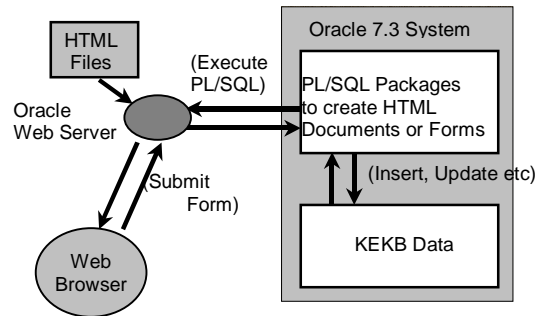 HTML
Files
Oracle 7.3 System
(Execute
PL/SQL)
PL/SQL Packages
to create HTML
Documents or Forms
Oracle
Web Server
(Submit
Form)
(Insert, Update etc)
KEKB Data
Web
Browser